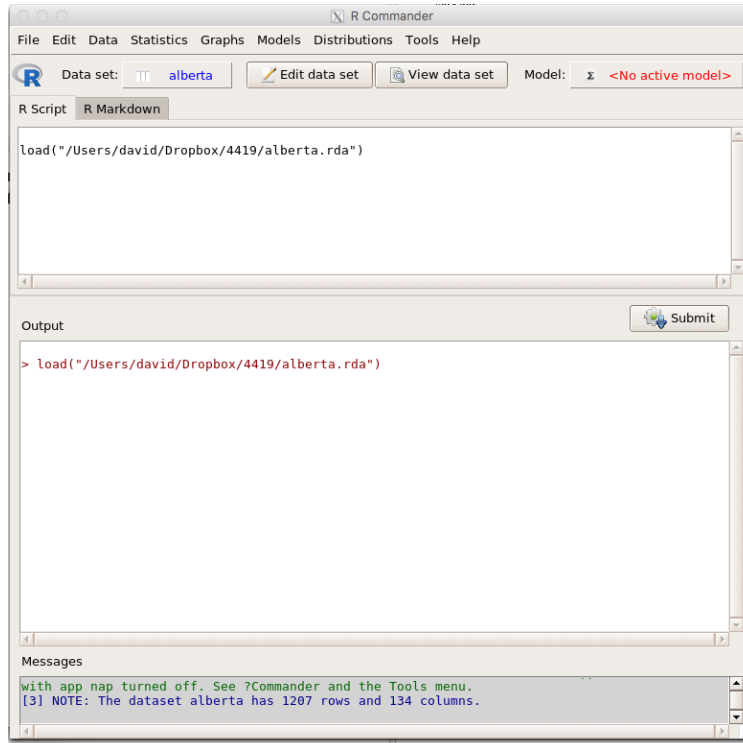 R Commander
File Edit Data Statistics Graphs Models Distributions Tools Help
R Data set: alberta Edit data set View data set Model: Σ <No active model>
R Script R Markdown
load("/Users/david/Dropbox/4419/alberta.rda")
Submit
Output
> load("/Users/david/Dropbox/4419/alberta.rda")
Messages
with app nap turned off. See ?Commander and the Tools menu.
[3] NOTE: The dataset alberta has 1207 rows and 134 columns.